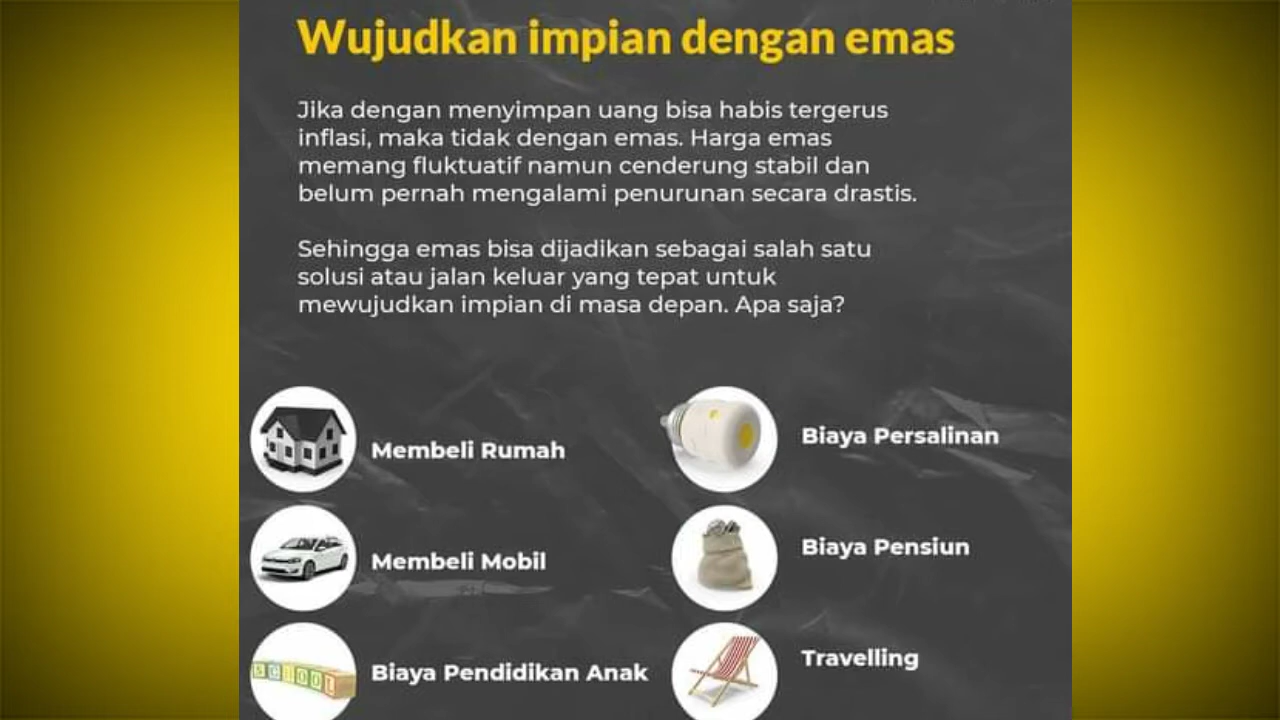 Wujudkan impian dengan emas
Jika dengan menyimpan uang bisa habis tergerus
inflasi, maka tidak dengan emas. Harga emas
memang fluktuatif namun cenderung stabil dan
belum pernah mengalami penurunan secara drastis.
Sehingga emas bisa dijadikan sebagai salah satu
solusi atau jalan keluar yang tepat untuk
mewujudkan impian di masa depan. Apa saja?
Membeli Rumah
Biaya Persalinan
Membeli Mobil
Biaya Pensiun
SCHOOL
Biaya Pendidikan Anak
Travelling